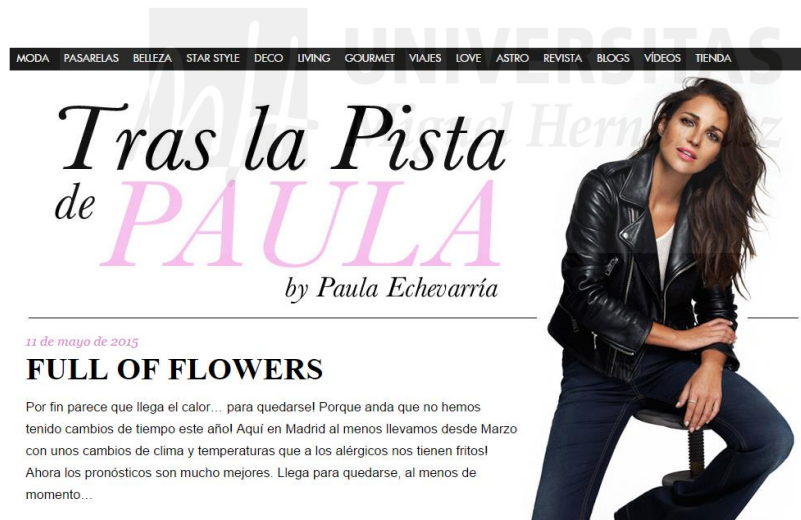 UNIVERSITAS
Miguel Hernández
MODA PASARELAS BELLEZA STAR STYLE DECO LIVING GOURMET VIAJES LOVE ASTRO REVISTA BLOGS VÍDEOS TIENDA
Tras la Pista
de PAULA
by Paula Echevarría
11 de mayo de 2015
FULL OF FLOWERS
Por fin parece que llega el calor… para quedarse! Porque anda que no hemos
tenido cambios de tiempo este año! Aquí en Madrid al menos llevamos desde Marzo
con unos cambios de clima y temperaturas que a los alérgicos nos tienen fritos!
Ahora los pronósticos son mucho mejores. Llega para quedarse, al menos de
momento…